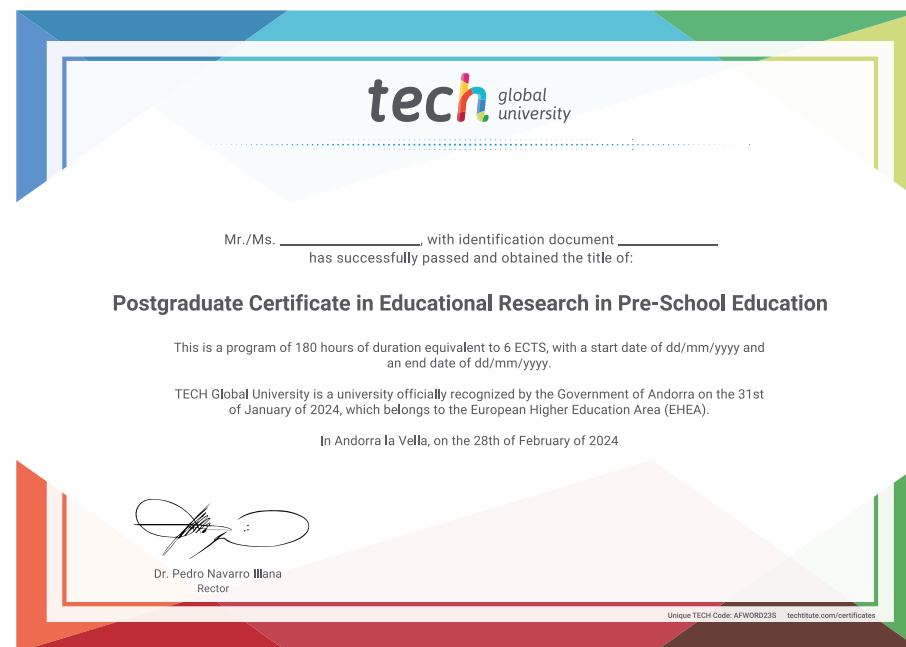 tech global
university
Mr./Ms. ________________, with identification document ___________
has successfully passed and obtained the title of:
Postgraduate Certificate in Educational Research in Pre-School Education
This is a program of 180 hours of duration equivalent to 6 ECTS, with a start date of dd/mm/yyyy and
an end date of dd/mm/yyyy.
TECH Global University is a university officially recognized by the Government of Andorra on the 31st
of January of 2024, which belongs to the European Higher Education Area (EHEA).
In Andorra la Vella, on the 28th of February of 2024
Dr. Pedro Navarro Illana
Rector
Unique TECH Code: AFWORD23S techtitute.com/certificates